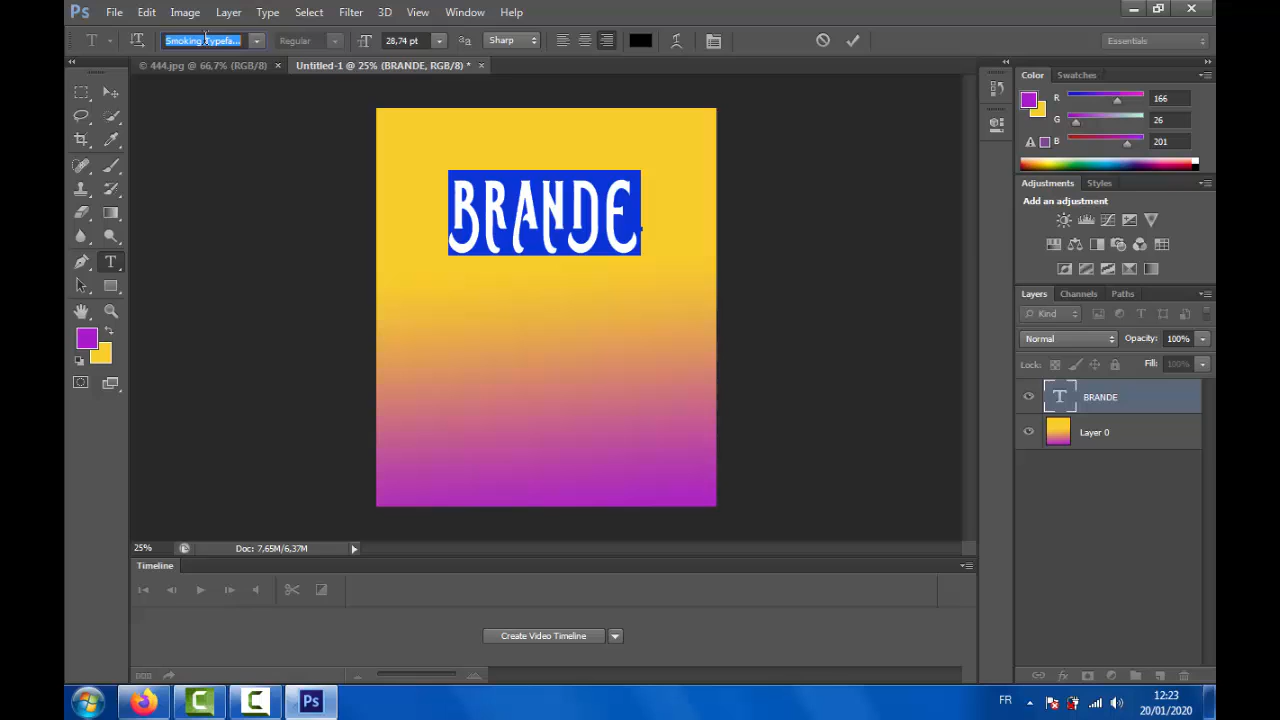 Ps File Edit Image Layer Type Select Filter 3D View Window Help
Smoking Typefa... Regular 28,74 pt Sharp Essentials
© 444.jpg @ 66,7% (RGB/8) × Untitled-1 @ 25% (BRANDE, RGB/8) * ×
Color Swatches
R 166
G 26
B 201
Adjustments Styles
Add an adjustment
BRANDE
Layers Channels Paths
Kind
Normal Opacity: 100%
Lock: Fill: 100%
BRANDE
Layer 0
25% Doc: 7,65M/6,37M
Timeline
Create Video Timeline
FR 12:23
20/01/2020